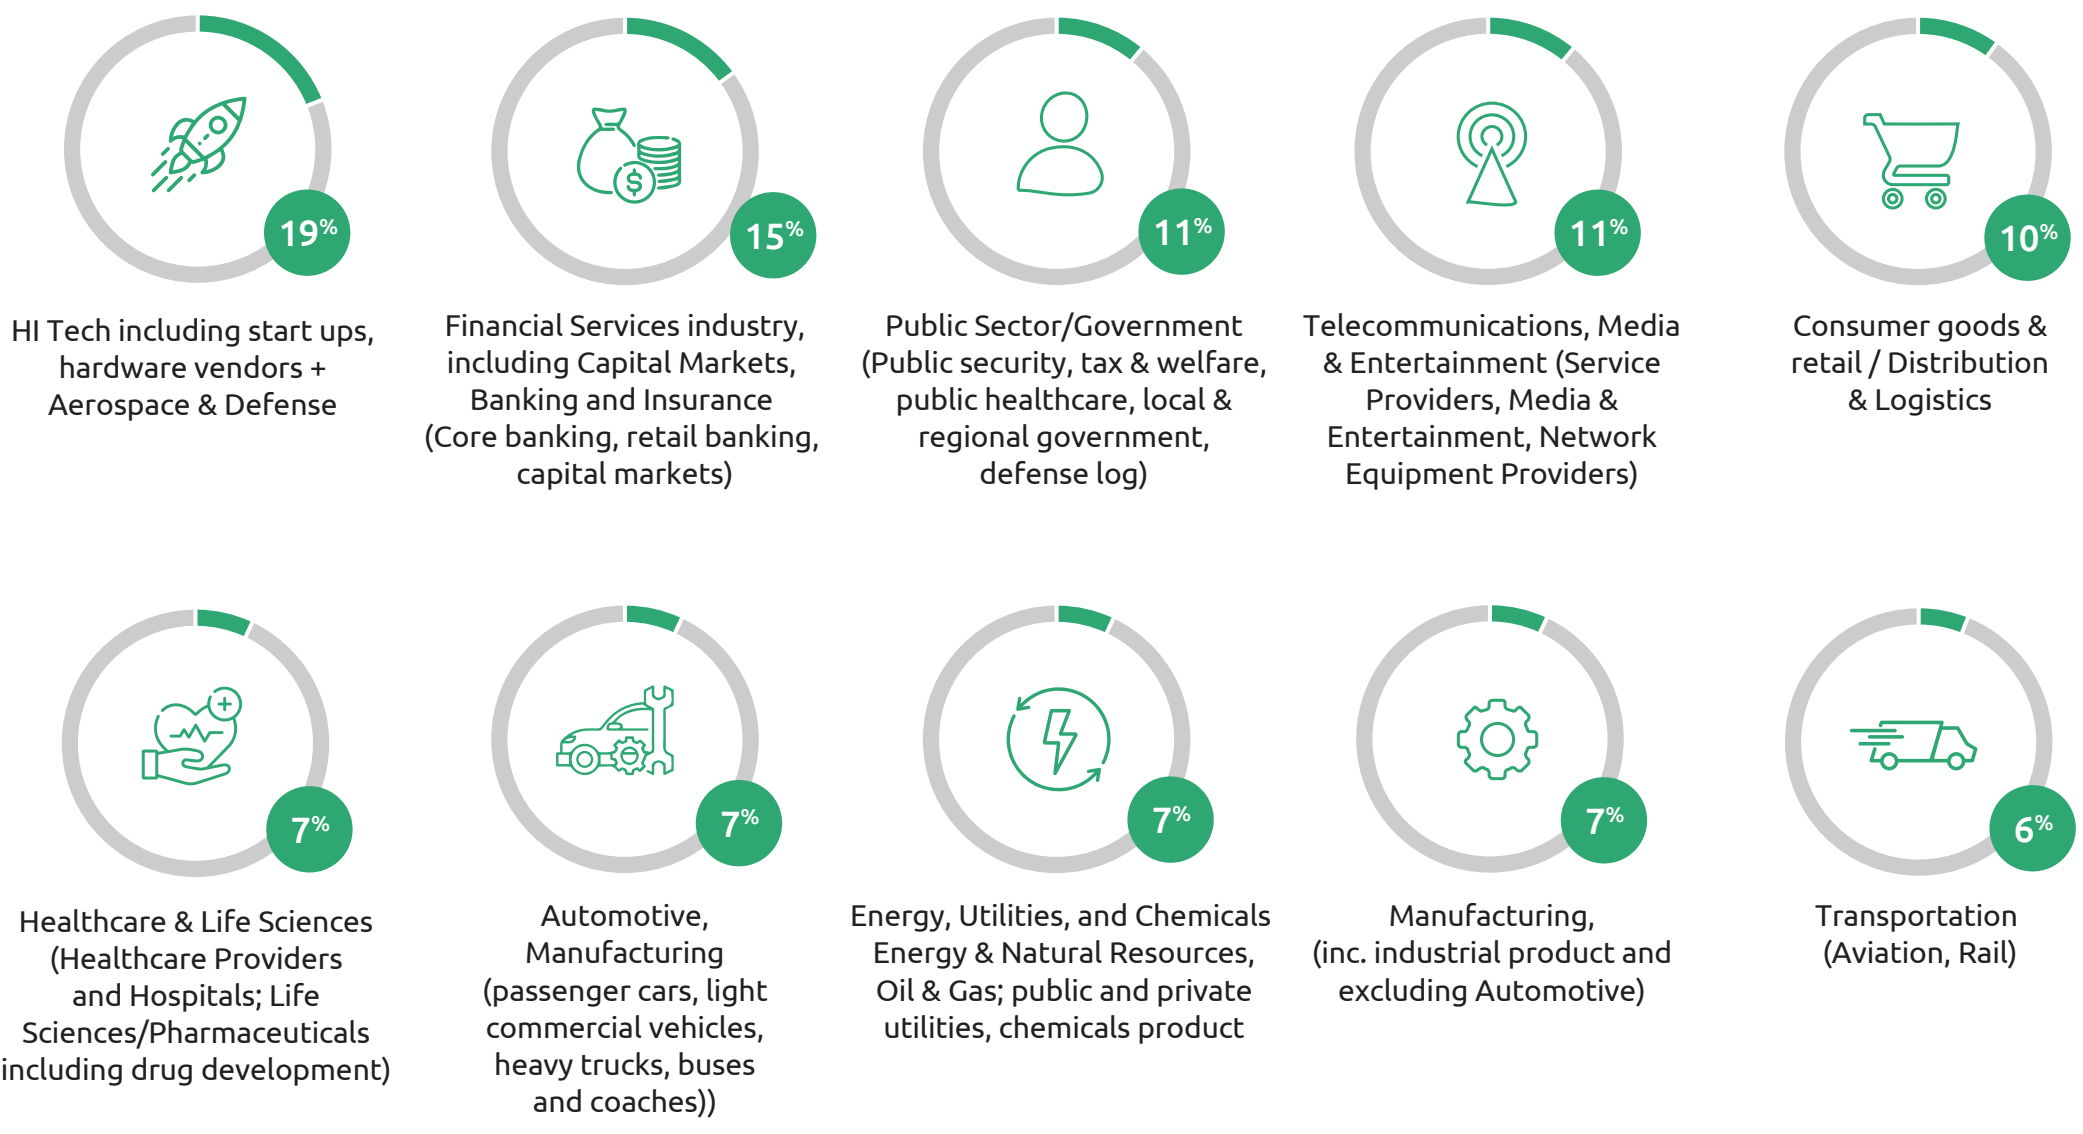 19%
HI Tech including start ups,
hardware vendors +
Aerospace & Defense
15%
Financial Services industry,
including Capital Markets,
Banking and Insurance
(Core banking, retail banking,
capital markets)
11%
Public Sector/Government
(Public security, tax & welfare,
public healthcare, local &
regional government,
defense log)
11%
Telecommunications, Media
& Entertainment (Service
Providers, Media &
Entertainment, Network
Equipment Providers)
10%
Consumer goods &
retail / Distribution
& Logistics
7%
Healthcare & Life Sciences
(Healthcare Providers
and Hospitals; Life
Sciences/Pharmaceuticals
including drug development)
7%
Automotive,
Manufacturing
(passenger cars, light
commercial vehicles,
heavy trucks, buses
and coaches))
7%
Energy, Utilities, and Chemicals
Energy & Natural Resources,
Oil & Gas; public and private
utilities, chemicals product
7%
Manufacturing,
(inc. industrial product and
excluding Automotive)
6%
Transportation
(Aviation, Rail)